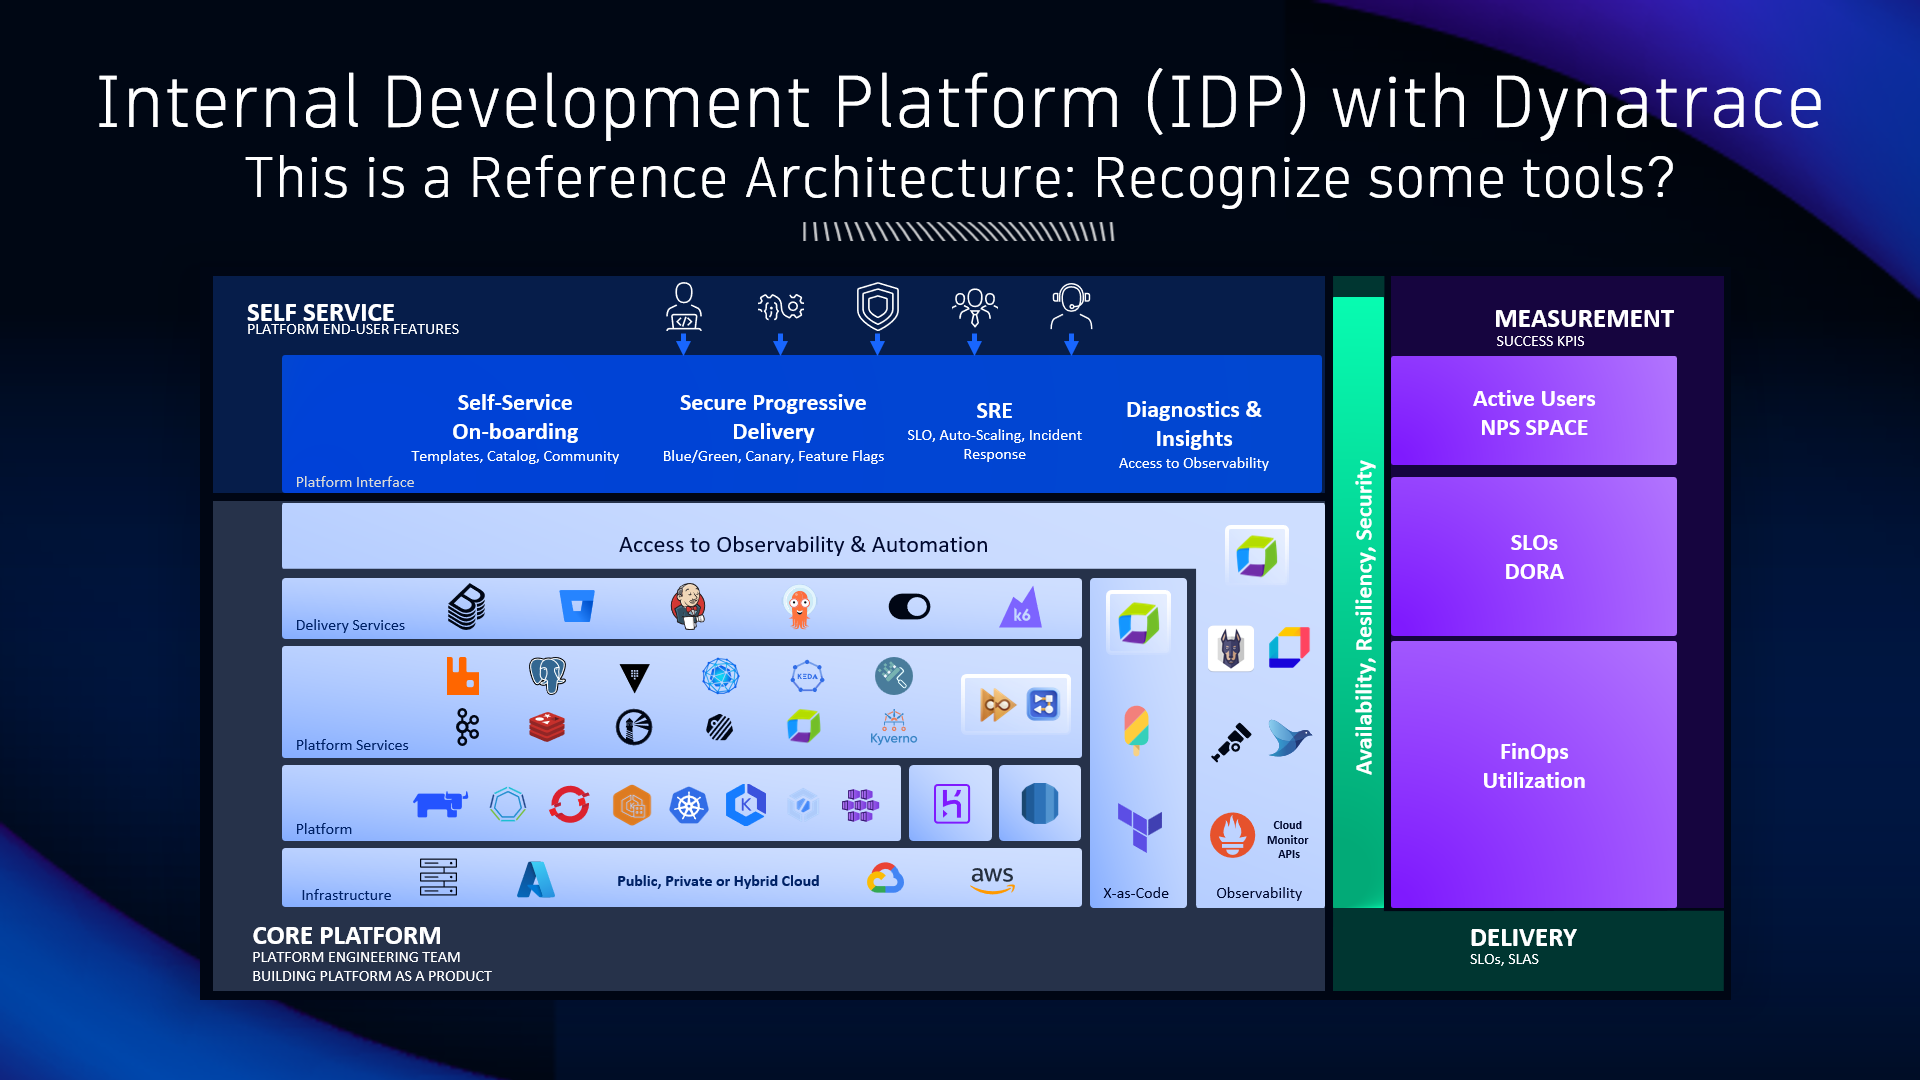 Internal Development Platform (IDP) with Dynatrace
This is a Reference Architecture: Recognize some tools?
SELF SERVICE
PLATFORM END-USER FEATURES
Self-Service
On-boarding
Templates, Catalog, Community
Secure Progressive
Delivery
Blue/Green, Canary, Feature Flags
SRE
SLO, Auto-Scaling, Incident
Response
Diagnostics &
Insights
Access to Observability
Platform Interface
Access to Observability & Automation
Delivery Services
k6
Platform Services
KEDA
Kyverno
Platform
K
Infrastructure
Public, Private or Hybrid Cloud
aws
X-as-Code
Cloud
Monitor
APIs
Observability
CORE PLATFORM
PLATFORM ENGINEERING TEAM
BUILDING PLATFORM AS A PRODUCT
Availability, Resiliency, Security
MEASUREMENT
SUCCESS KPIS
Active Users
NPS SPACE
SLOs
DORA
FinOps
Utilization
DELIVERY
SLOs, SLAS